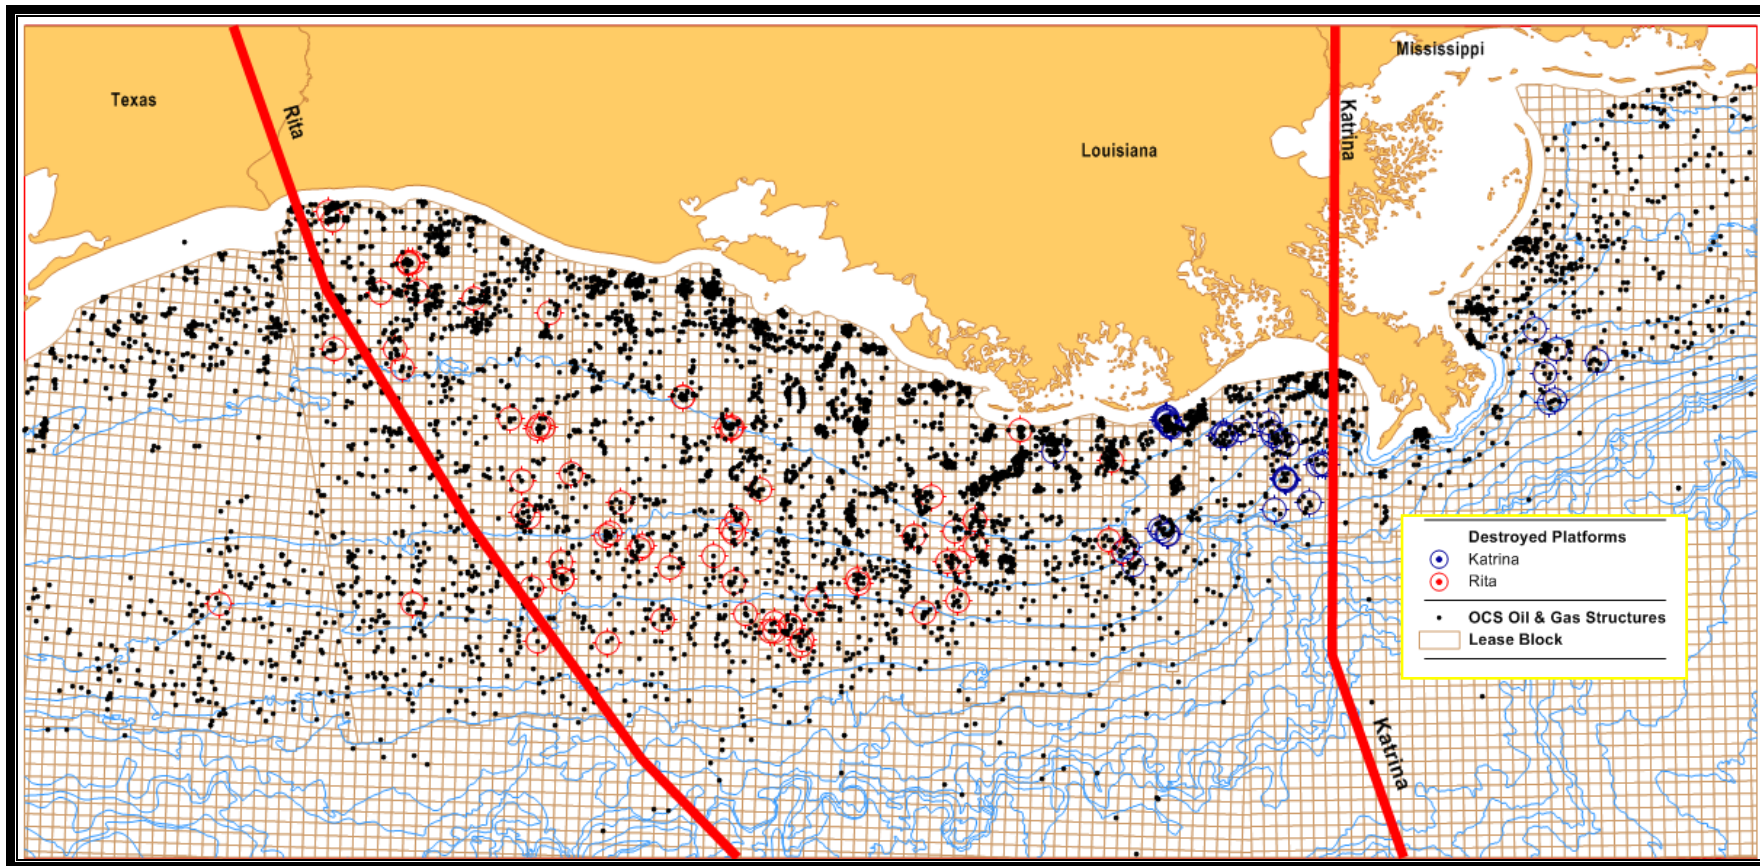 Mississippi
Texas
Rita
Katrina
Louisiana
Destroyed Platforms
Katrina
Rita
OCS Oil & Gas Structures
Lease Block
Katrina